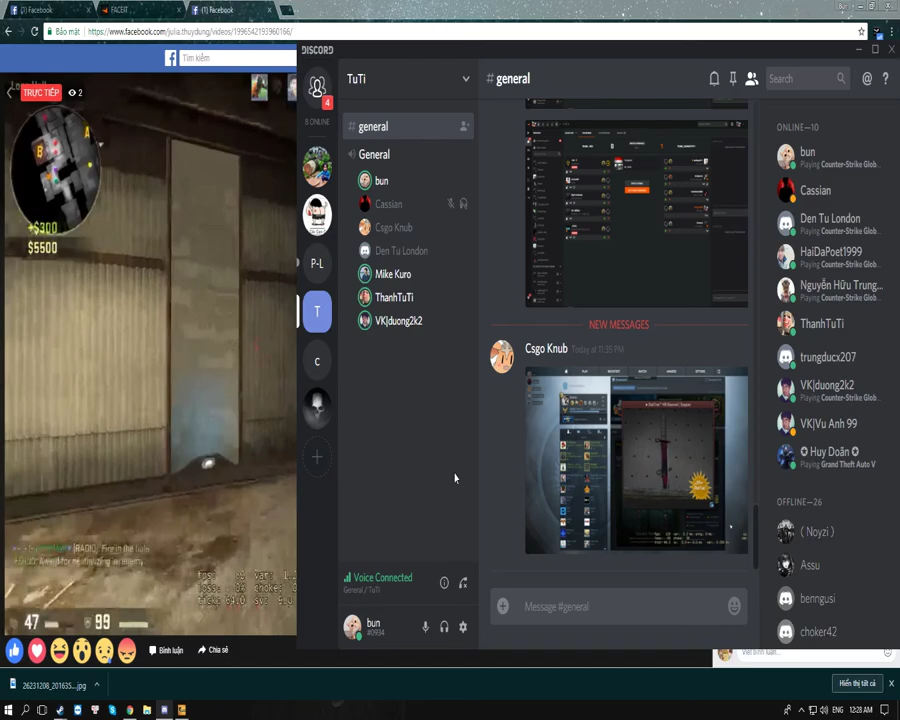 (1) Facebook
FACEIT
(1) Facebook
Bun
Bảo mật
https://www.facebook.com/julia.thuydung/videos/1996542193960166/
Tìm kiếm
TRỰC TIẾP
2
B
A
+$300
$5500
47
99
Bình luận
Chia sẻ
DISCORD
4
8 ONLINE
P-L
T
C
TuTi
# general
General
bun
Cassian
Csgo Knub
Den Tu London
Mike Kuro
ThanhTuTi
VK|duong2k2
Voice Connected
General / TuTi
bun
#0934
# general
Search
NEW MESSAGES
Csgo Knub Today at 11:35 PM
Message #general
ONLINE—10
bun
Playing Counter-Strike Glob...
Cassian
Den Tu London
Playing Counter-Strike Glob...
HaiDaPoet1999
Playing Counter-Strike Glob...
Nguyễn Hữu Trung...
Playing Counter-Strike Glob...
ThanhTuTi
trungducx207
VK|duong2k2
Playing Counter-Strike Glob...
VK|Vu Anh 99
✪ Huy Doãn ✪
Playing Grand Theft Auto V
OFFLINE—26
( Noyzi )
Assu
benngusi
choker42
Viết bình luận...
26231208_201635....jpg
Hiển thị tất cả
ENG
12:28 AM